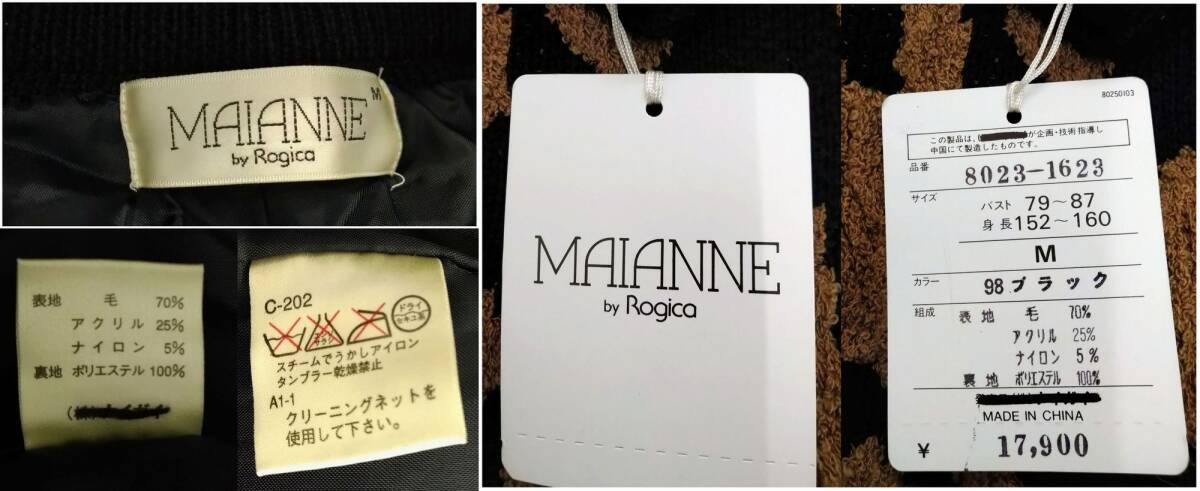 MAIANNE
M
by Rogica
表地 毛 70%
アクリル 25%
ナイロン 5%
裏地 ポリエステル 100%
C-202
エンソサラシ
ドライ
セキユ系
スチームでうかしアイロン
タンブラー乾燥禁止
A1-1
クリーニングネットを
使用して下さい。
MAIANNE
by Rogica
80250103
この製品は、 が企画・技術指導し
中国にて製造したものです。
品番 8023-1623
サイズ バスト 79～87
身長 152～160
M
カラー 98 ブラック
組成 表地 毛 70%
アクリル 25%
ナイロン 5%
裏地 ポリエステル 100%
MADE IN CHINA
¥ 17,900